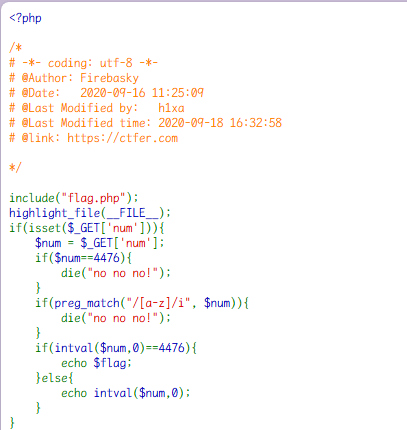 <?php
/*
# -*- coding: utf-8 -*-
# @Author: Firebasky
# @Date:   2020-09-16 11:25:09
# @Last Modified by:   h1xa
# @Last Modified time: 2020-09-18 16:32:58
# @link: https://ctfer.com
*/
include("flag.php");
highlight_file(__FILE__);
if(isset($_GET['num'])){
    $num = $_GET['num'];
    if($num==4476){
        die("no no no!");
    }
    if(preg_match("/[a-z]/i", $num)){
        die("no no no!");
    }
    if(intval($num,0)==4476){
        echo $flag;
    }else{
        echo intval($num,0);
    }
}